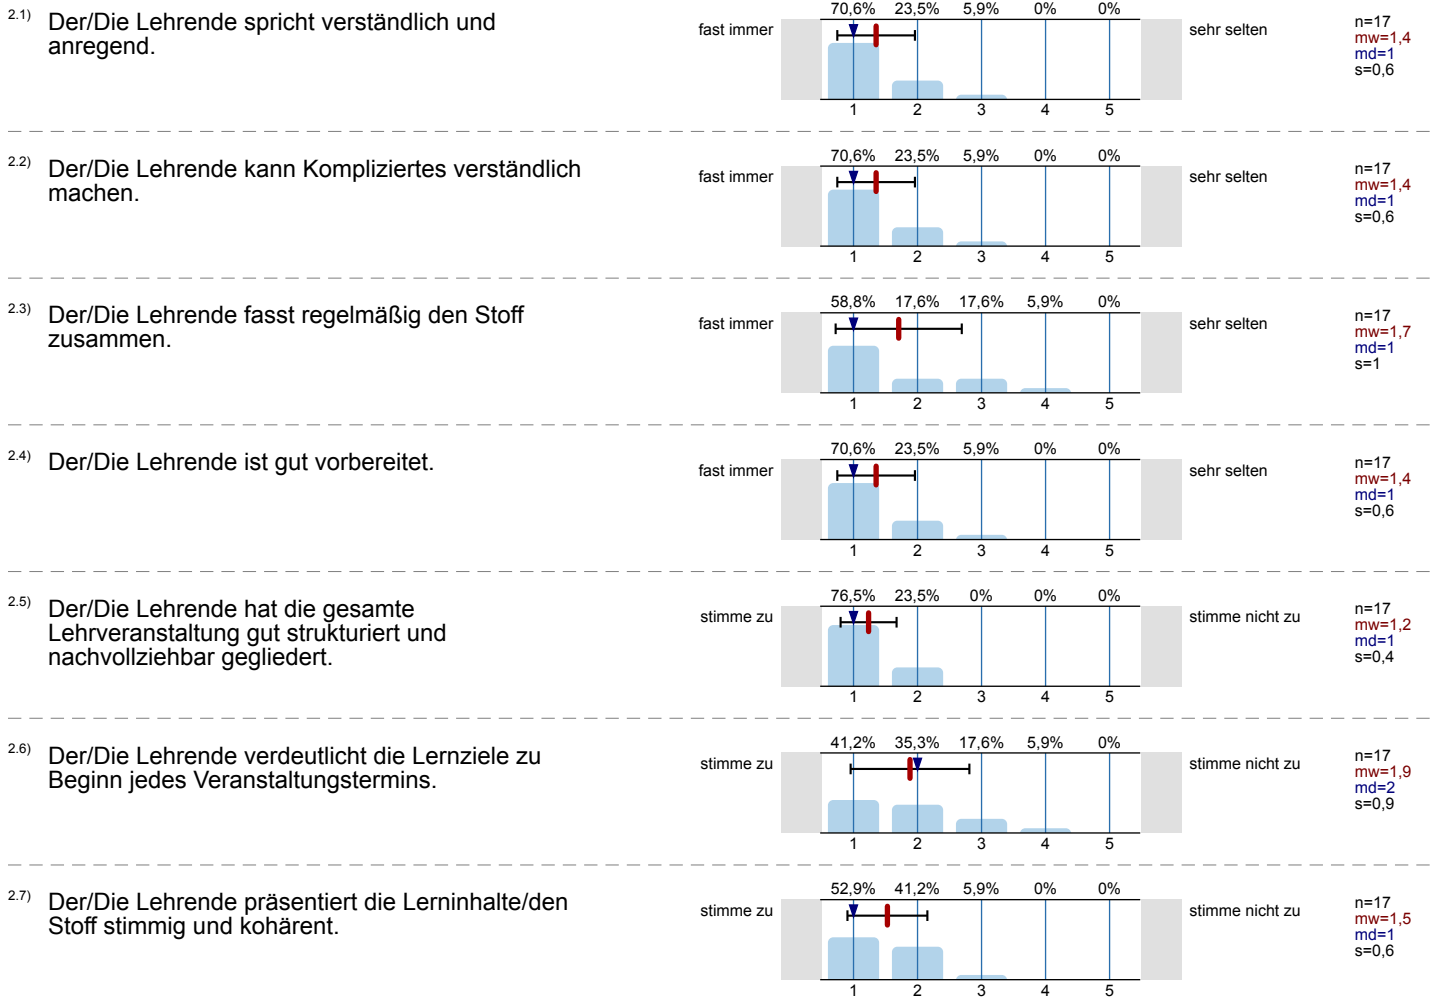 2.1) Der/Die Lehrende spricht verständlich und
anregend.
fast immer
70,6% 23,5% 5,9% 0% 0%
1 2 3 4 5
sehr selten
n=17
mw=1,4
md=1
s=0,6
2.2) Der/Die Lehrende kann Kompliziertes verständlich
machen.
fast immer
70,6% 23,5% 5,9% 0% 0%
1 2 3 4 5
sehr selten
n=17
mw=1,4
md=1
s=0,6
2.3) Der/Die Lehrende fasst regelmäßig den Stoff
zusammen.
fast immer
58,8% 17,6% 17,6% 5,9% 0%
1 2 3 4 5
sehr selten
n=17
mw=1,7
md=1
s=1
2.4) Der/Die Lehrende ist gut vorbereitet.
fast immer
70,6% 23,5% 5,9% 0% 0%
1 2 3 4 5
sehr selten
n=17
mw=1,4
md=1
s=0,6
2.5) Der/Die Lehrende hat die gesamte
Lehrveranstaltung gut strukturiert und
nachvollziehbar gegliedert.
stimme zu
76,5% 23,5% 0% 0% 0%
1 2 3 4 5
stimme nicht zu
n=17
mw=1,2
md=1
s=0,4
2.6) Der/Die Lehrende verdeutlicht die Lernziele zu
Beginn jedes Veranstaltungstermins.
stimme zu
41,2% 35,3% 17,6% 5,9% 0%
1 2 3 4 5
stimme nicht zu
n=17
mw=1,9
md=2
s=0,9
2.7) Der/Die Lehrende präsentiert die Lerninhalte/den
Stoff stimmig und kohärent.
stimme zu
52,9% 41,2% 5,9% 0% 0%
1 2 3 4 5
stimme nicht zu
n=17
mw=1,5
md=1
s=0,6